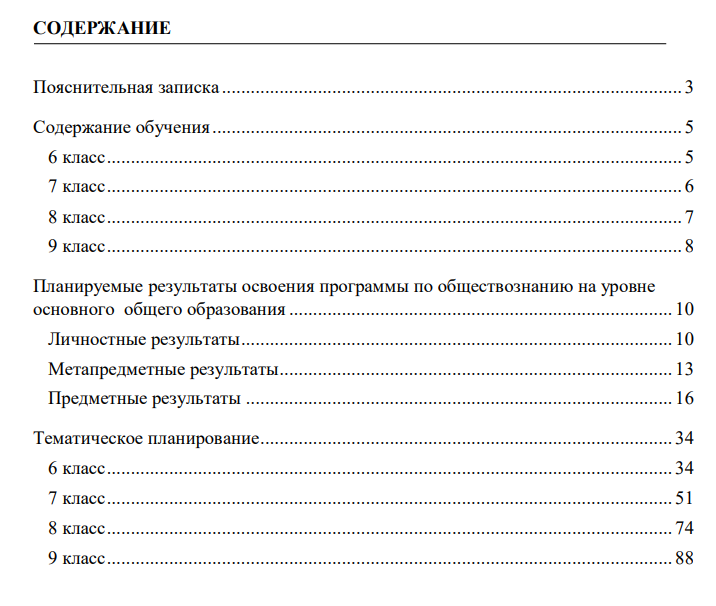 СОДЕРЖАНИЕ
Пояснительная записка ........................................................ 3
Содержание обучения ........................................................ 5
6 класс ........................................................ 5
7 класс ........................................................ 6
8 класс ........................................................ 7
9 класс ........................................................ 8
Планируемые результаты освоения программы по обществознанию на уровне
основного общего образования ........................................................ 10
Личностные результаты ........................................................ 10
Метапредметные результаты ........................................................ 13
Предметные результаты ........................................................ 16
Тематическое планирование ........................................................ 34
6 класс ........................................................ 34
7 класс ........................................................ 51
8 класс ........................................................ 74
9 класс ........................................................ 88